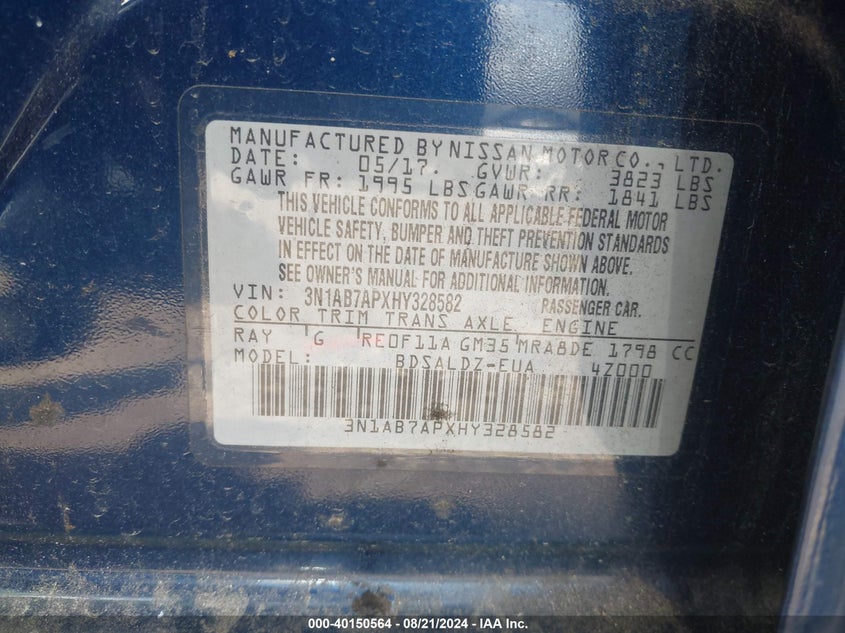 MANUFACTURED BY NISSAN MOTOR CO., LTD.
DATE: 05/17. GVWR: 3823 LBS
GAWR FR: 1995 LBS GAWR RR: 1841 LBS
THIS VEHICLE CONFORMS TO ALL APPLICABLE FEDERAL MOTOR
VEHICLE SAFETY, BUMPER AND THEFT PREVENTION STANDARDS
IN EFFECT ON THE DATE OF MANUFACTURE SHOWN ABOVE.
SEE OWNER'S MANUAL FOR ADDITIONAL INFORMATION.
VIN: 3N1AB7APXHY328582 PASSENGER CAR.
COLOR TRIM TRANS AXLE ENGINE
RAY G RE0F11A GM35 MRA8DE 1798 CC
MODEL: BDSALDZ-EUA 4Z000
3N1AB7APXHY328582
000-40150564 - 08/21/2024 - IAAI.COM